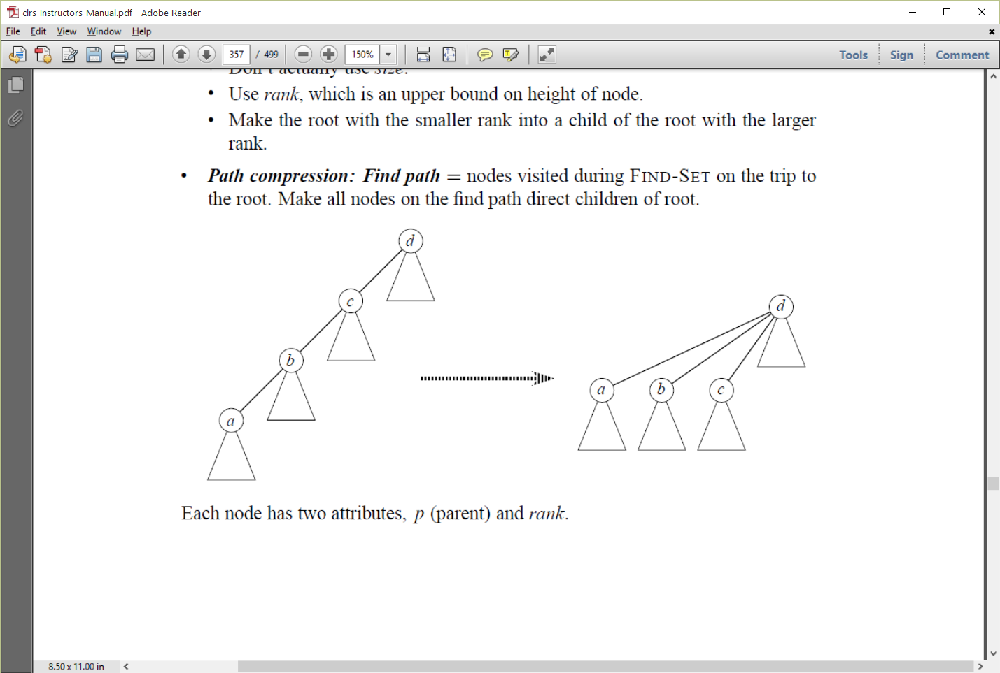 clrs_Instructors_Manual.pdf - Adobe Reader
File Edit View Window Help
357 / 499 150% Tools Sign Comment
• Don't actually use size.
• Use rank, which is an upper bound on height of node.
• Make the root with the smaller rank into a child of the root with the larger
rank.
• Path compression: Find path = nodes visited during FIND-SET on the trip to
the root. Make all nodes on the find path direct children of root.
d
c
b
a
d
a b c
Each node has two attributes, p (parent) and rank.
8.50 x 11.00 in